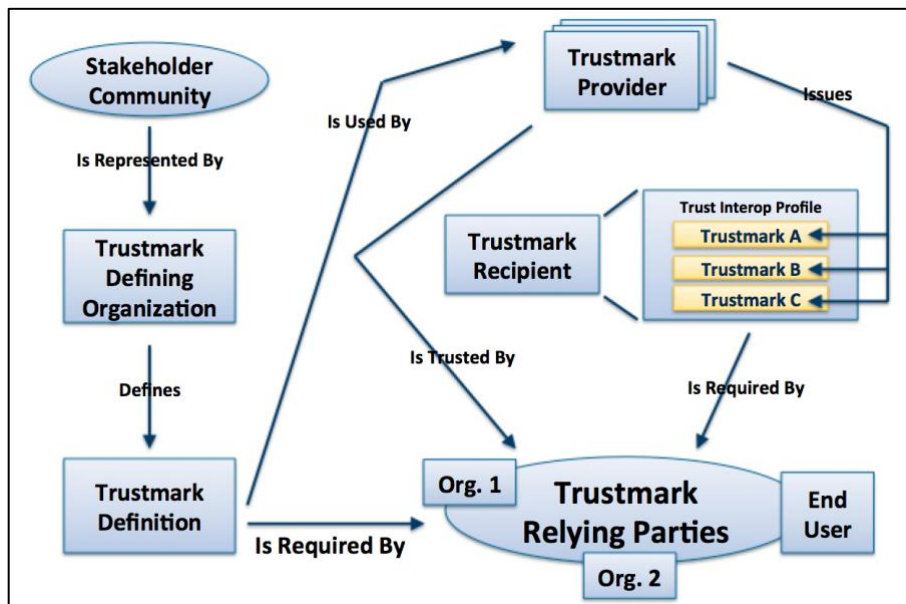 Stakeholder
Community
Is Represented By
Trustmark
Defining
Organization
Defines
Trustmark
Definition
Is Used By
Trustmark
Provider
Issues
Trustmark
Recipient
Trust Interop Profile
Trustmark A
Trustmark B
Trustmark C
Is Trusted By
Is Required By
Is Required By
Org. 1
Trustmark
Relying Parties
Org. 2
End
User